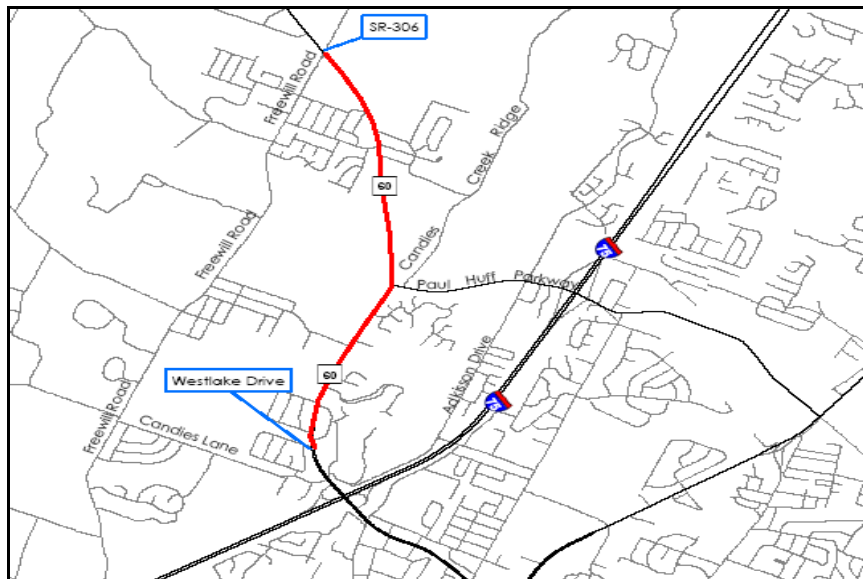 SR-306
Freewill Road
Creek Ridge
60
Candies
75
Freewill Road
Paul Huff Parkway
60
Westlake Drive
Adkisson Drive
75
Freewill Road
Candies Lane